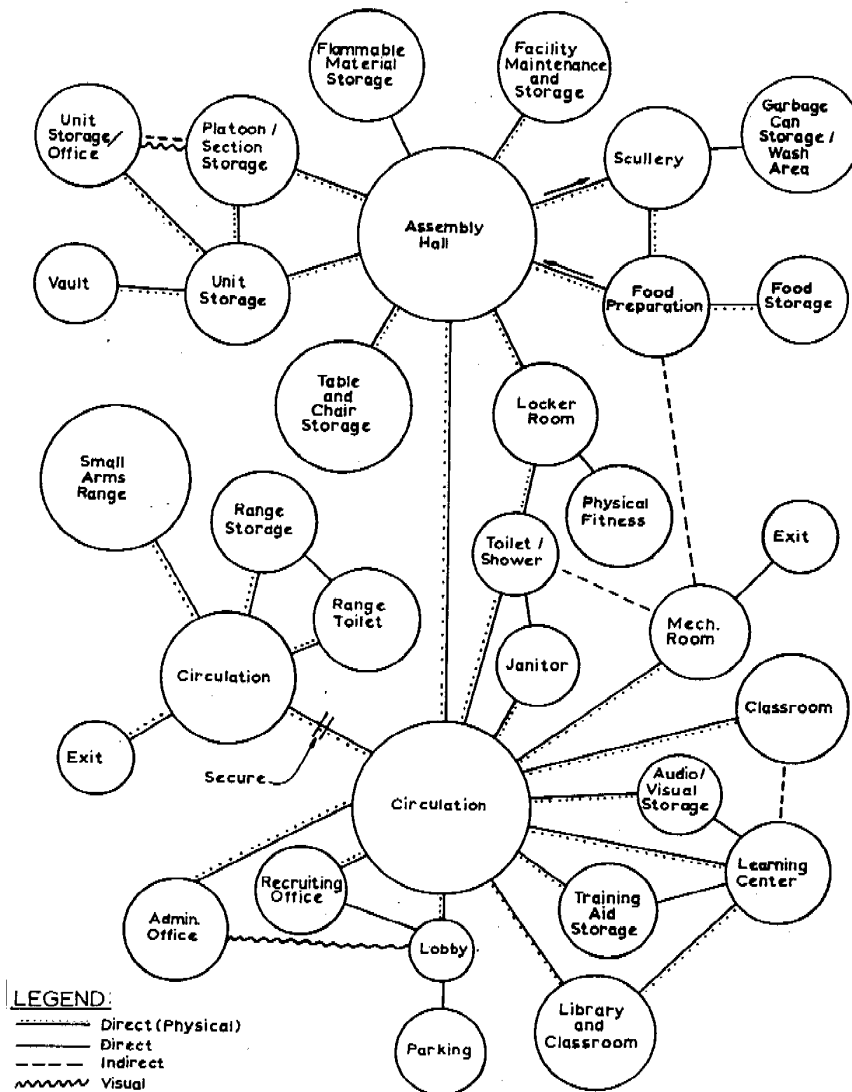 Flammable
Material
Storage
Facility
Maintenance
and
Storage
Garbage
Can
Storage /
Wash
Area
Unit
Storage/
Office
Platoon /
Section
Storage
Scullery
Assembly
Hall
Vault
Unit
Storage
Food
Preparation
Food
Storage
Table
and
Chair
Storage
Locker
Room
Small
Arms
Range
Range
Storage
Physical
Fitness
Toilet /
Shower
Exit
Range
Toilet
Mech.
Room
Circulation
Janitor
Classroom
Exit
Secure
Audio/
Visual
Storage
Circulation
Learning
Center
Recruiting
Office
Training
Aid
Storage
Admin.
Office
Lobby
Library
and
Classroom
Parking
LEGEND:
Direct (Physical)
Direct
Indirect
Visual